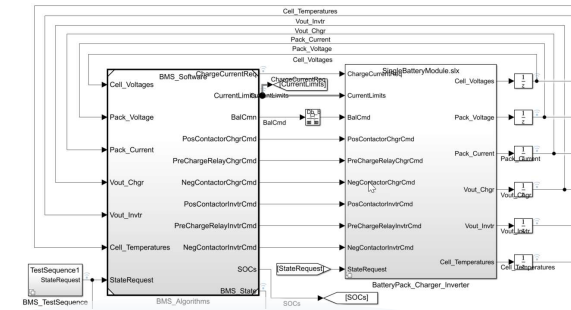 Cell_Temperatures
Vout_Invtr
Vout_Chgr
Pack_Current
Pack_Voltage
Cell_Voltages
BMS_Software
ChargeCurrentReq
Cell_Voltages
ChargeCurrentReq
[CurrentLimits]
CurrentLimits
CurrentLimits
SingleBatteryModule.slx
ChargeCurrentReq
Cell_Voltages
CurrentLimits
Pack_Voltage
BalCmn
BalCmd
BalCmd
Pack_Voltage
PosContactorChgrCmd
PosContactorChgrCmd
Pack_Current
PreChargeRelayChgrCmd
PreChargeRelayChgrCmd
Pack_Current
Pack_Current
Vout_Chgr
NegContactorChgrCmd
NegContactorChgrCmd
Vout_Chgr
Vout_Chgr
PosContactorInvtrCmd
PosContactorInvtrCmd
Vout_Invtr
PreChargeRelayInvtrCmd
PreChargeRelayInvtrCmd
Vout_Invtr
Vout_Invtr
Cell_Temperatures
NegContactorInvtrCmd
NegContactorInvtrCmd
Cell_Temperatures
Cell_Temperatures
TestSequence1
StateRequest
BMS_TestSequence
StateRequest
SOCs
[StateRequest]
StateRequest
BMS_State
BMS_Algorithms
SOCs
[SOCs]
BatteryPack_Charger_Inverter